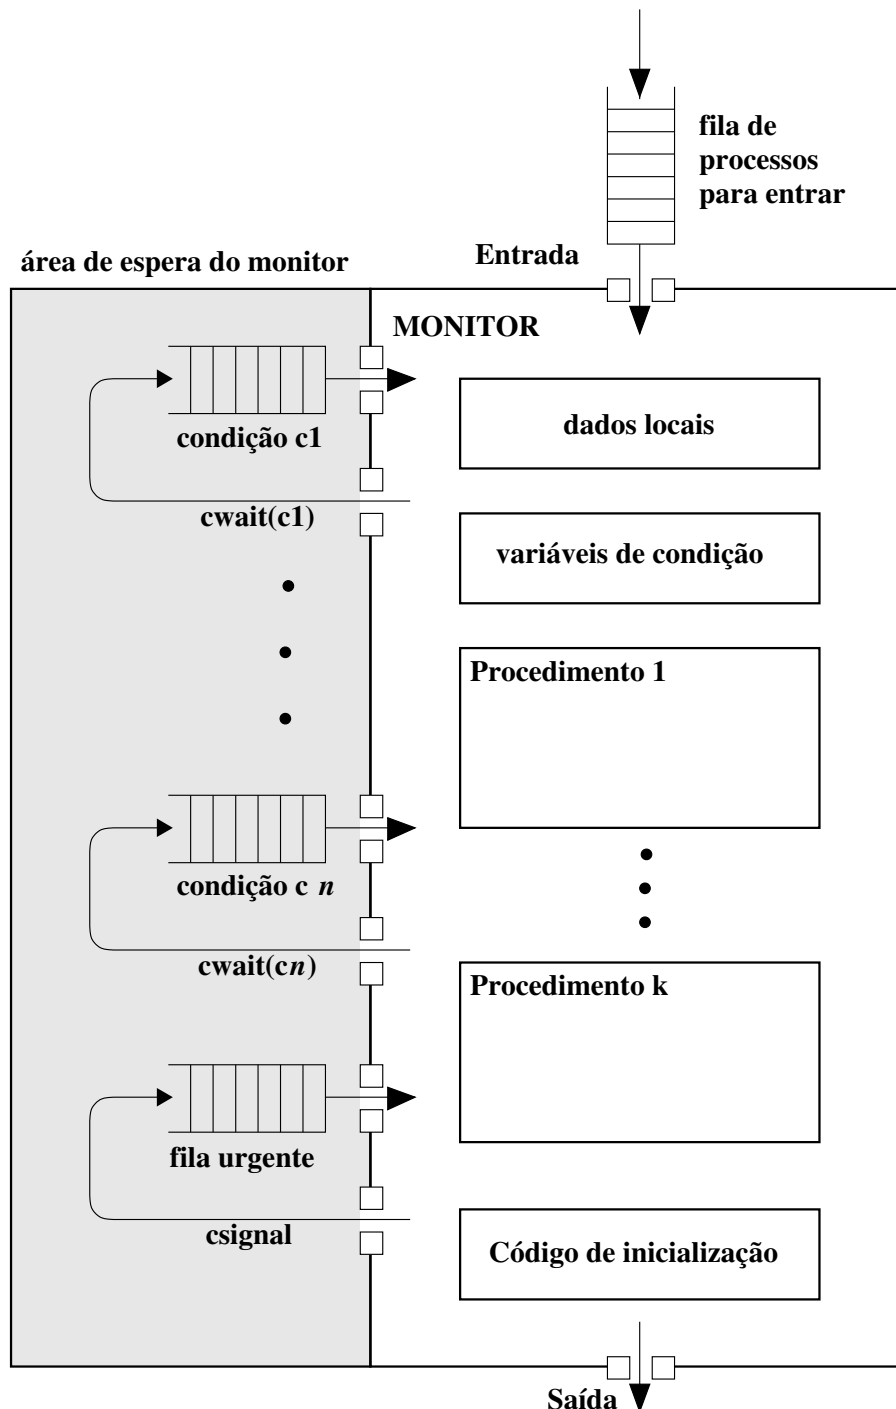 fila de
processos
para entrar
Entrada
área de espera do monitor
MONITOR
condição c1
cwait(c1)
dados locais
variáveis de condição
Procedimento 1
condição c n
cwait(cn)
Procedimento k
fila urgente
csignal
Código de inicialização
Saída